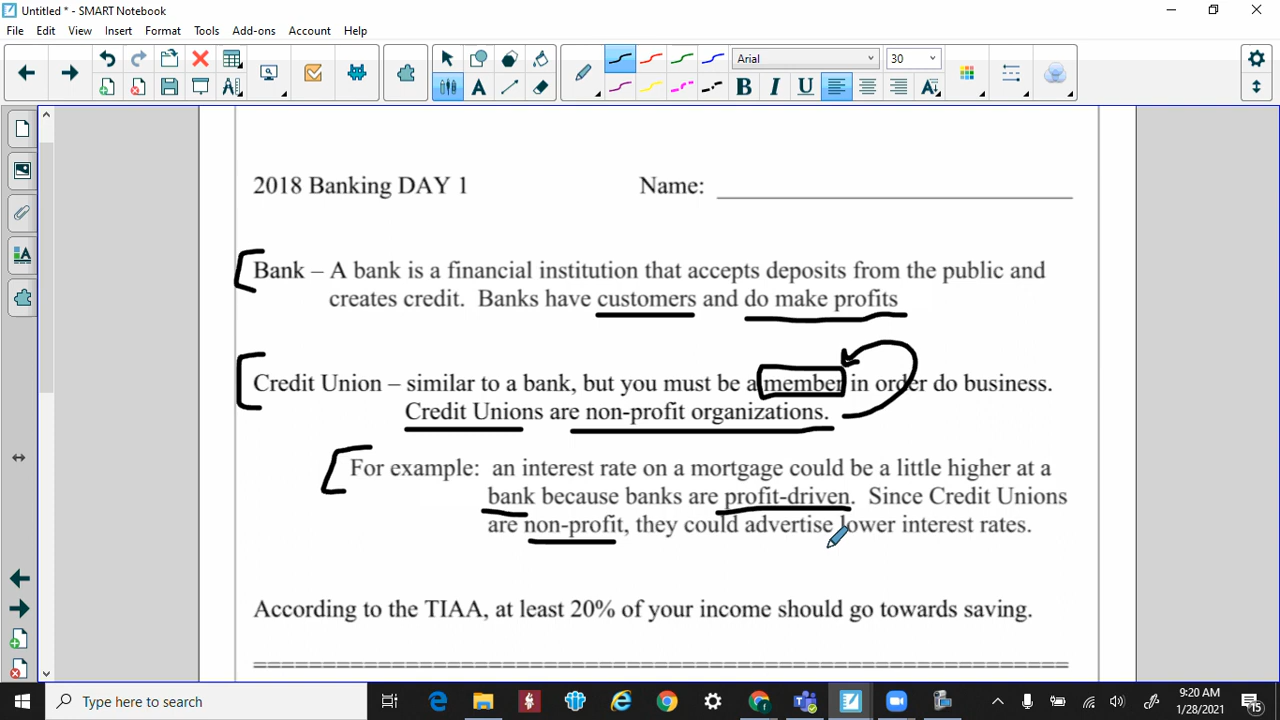 Untitled * - SMART Notebook
File Edit View Insert Format Tools Add-ons Account Help
Arial 30
B I U A
2018 Banking DAY 1 Name: ____________________
Bank – A bank is a financial institution that accepts deposits from the public and
creates credit. Banks have customers and do make profits
Credit Union – similar to a bank, but you must be a member in order do business.
Credit Unions are non-profit organizations.
For example: an interest rate on a mortgage could be a little higher at a
bank because banks are profit-driven. Since Credit Unions
are non-profit, they could advertise lower interest rates.
According to the TIAA, at least 20% of your income should go towards saving.
===========================================================
Type here to search
9:20 AM
1/28/2021
15